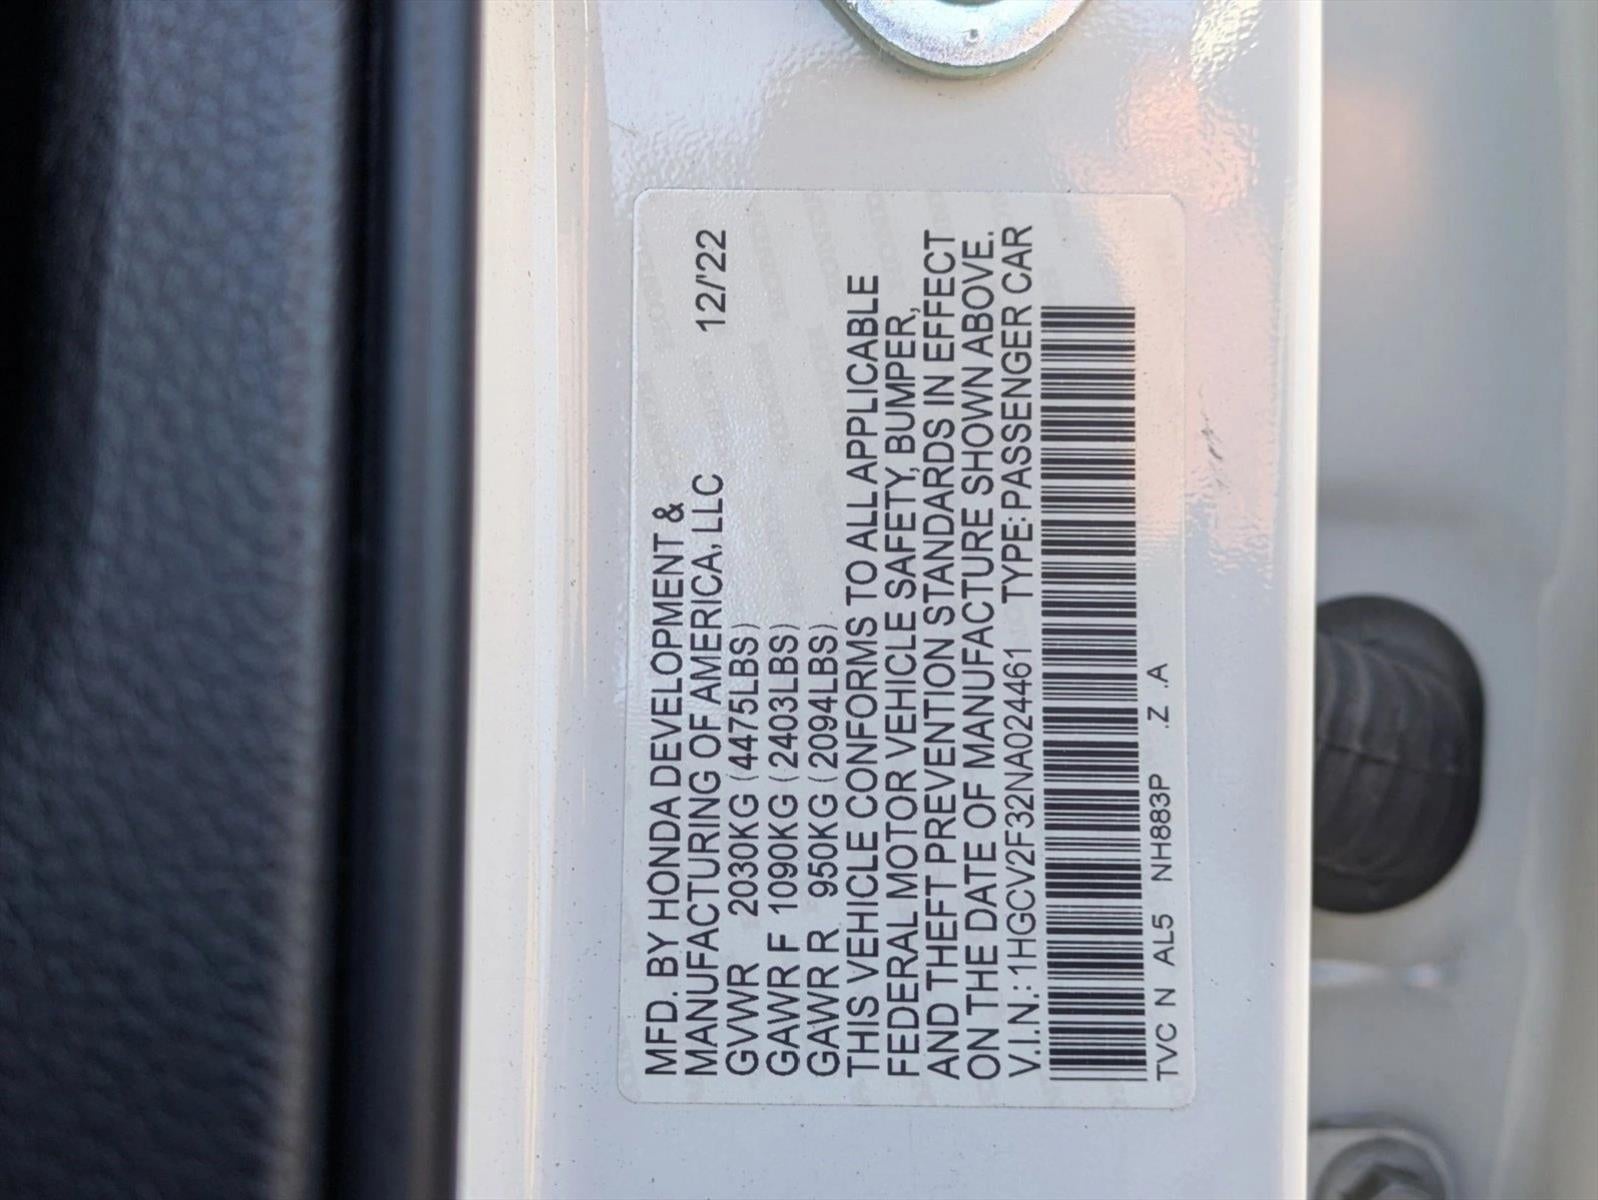 MFD. BY HONDA DEVELOPMENT &
MANUFACTURING OF AMERICA, LLC 12/'22
GVWR 2030KG (4475LBS)
GAWR F 1090KG (2403LBS)
GAWR R 950KG (2094LBS)
THIS VEHICLE CONFORMS TO ALL APPLICABLE
FEDERAL MOTOR VEHICLE SAFETY, BUMPER,
AND THEFT PREVENTION STANDARDS IN EFFECT
ON THE DATE OF MANUFACTURE SHOWN ABOVE.
V.I.N.: 1HGCV2F32NA024461 TYPE: PASSENGER CAR
TVC N AL5 NH883P .Z .A